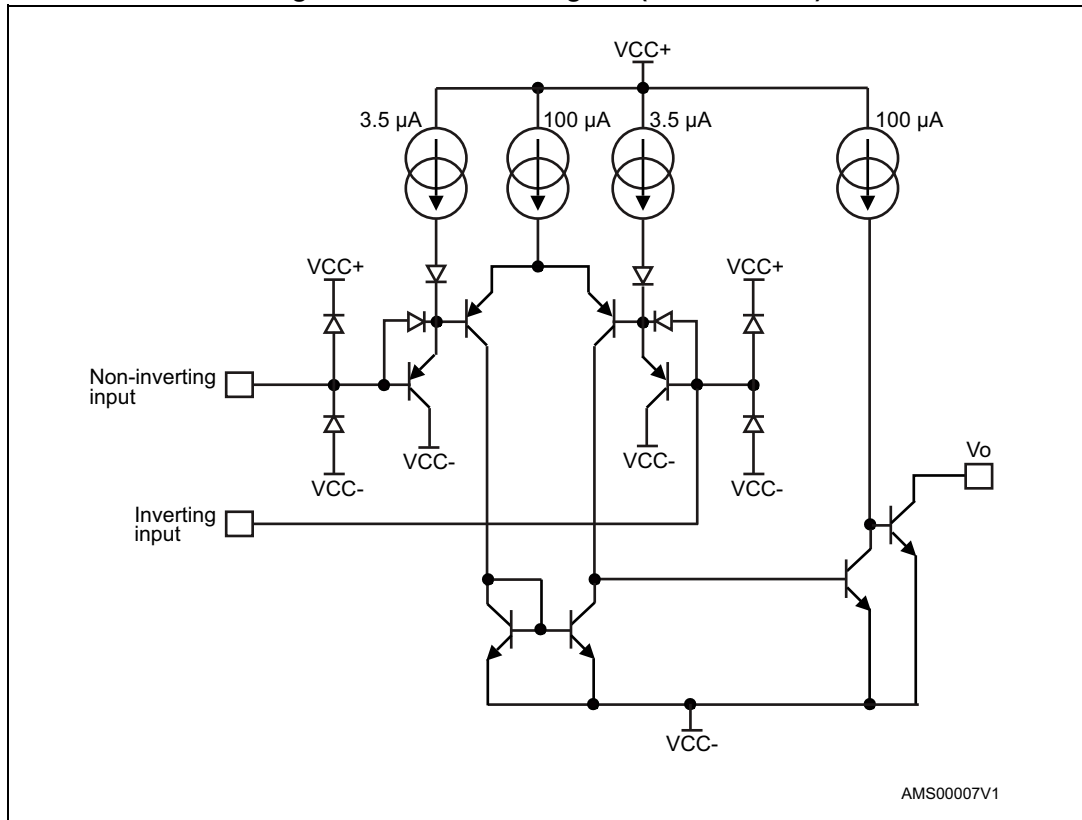 VCC+
3.5 µA
100 µA
3.5 µA
100 µA
VCC+
VCC+
Non-inverting
input
VCC-
VCC-
VCC-
VCC-
Vo
Inverting
input
VCC-
AMS00007V1